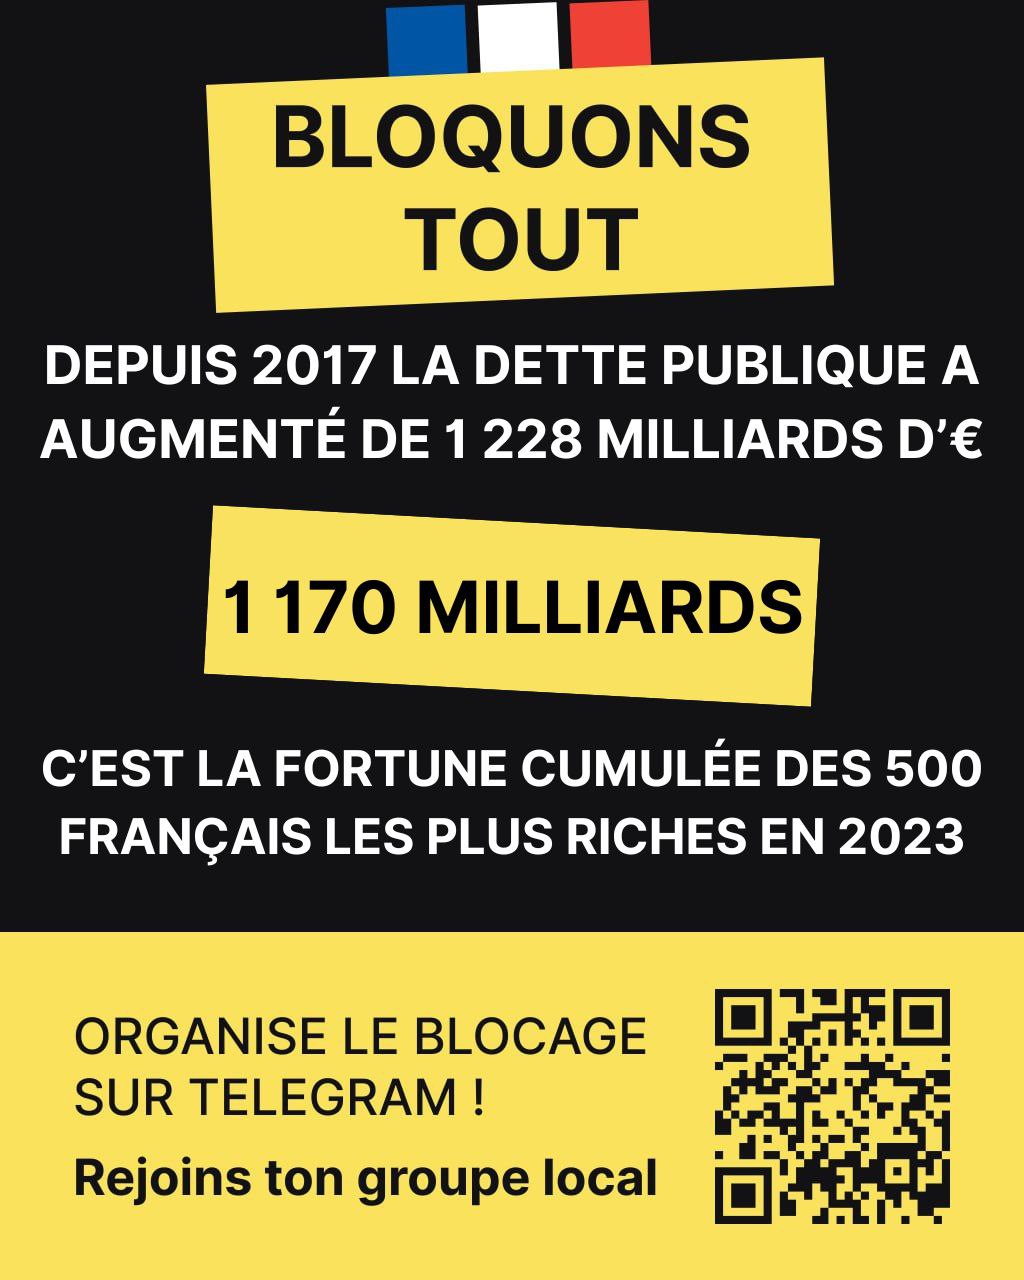 BLOQUONS
TOUT
DEPUIS 2017 LA DETTE PUBLIQUE A
AUGMENTÉ DE 1 228 MILLIARDS D’€
1 170 MILLIARDS
C’EST LA FORTUNE CUMULÉE DES 500
FRANÇAIS LES PLUS RICHES EN 2023
ORGANISE LE BLOCAGE
SUR TELEGRAM !
Rejoins ton groupe local